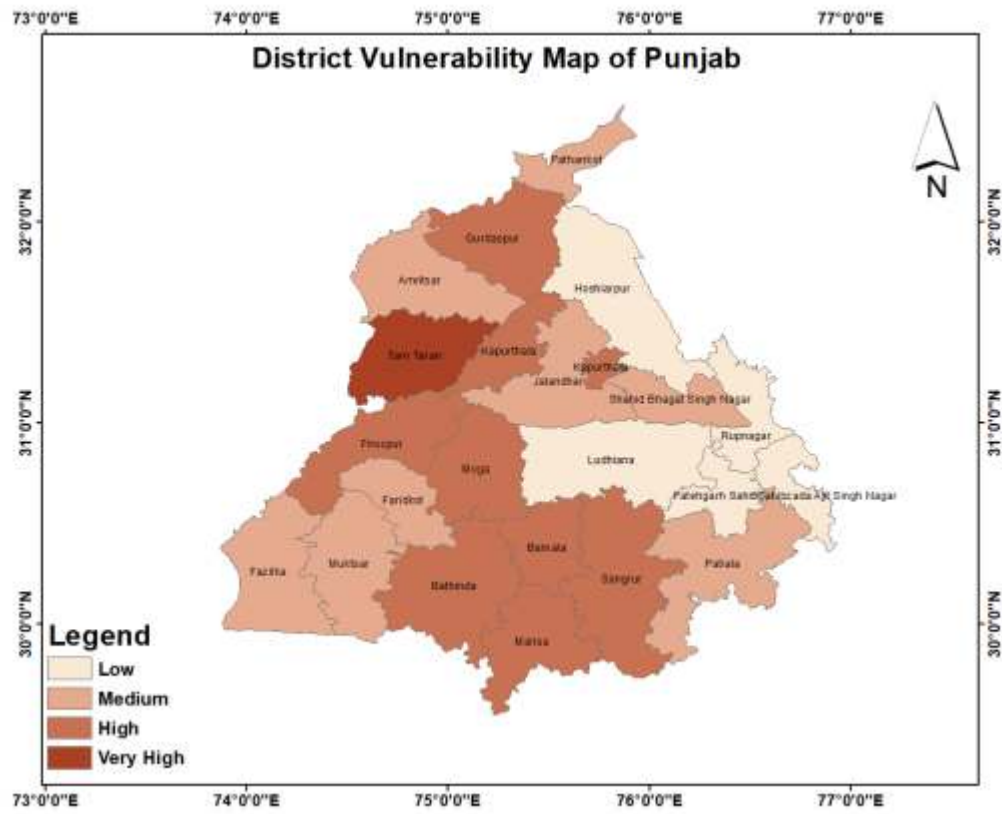 73°0'0"E 74°0'0"E 75°0'0"E 76°0'0"E 77°0'0"E
District Vulnerability Map of Punjab
N
32°0'0"N 32°0'0"N
31°0'0"N 31°0'0"N
30°0'0"N 30°0'0"N
Pathankot
Gurdaspur
Amritsar
Hoshiarpur
Tarn Taran
Kapurthala
Kapurthala
Jalandhar
Shahid Bhagat Singh Nagar
Rupnagar
Firozpur
Moga
Ludhiana
Fatehgarh Sahib
Singh Nagar
Faridkot
Barnala
Fazilka
Muktsar
Bathinda
Sangrur
Patiala
Mansa
Legend
Low
Medium
High
Very High
73°0'0"E 74°0'0"E 75°0'0"E 76°0'0"E 77°0'0"E